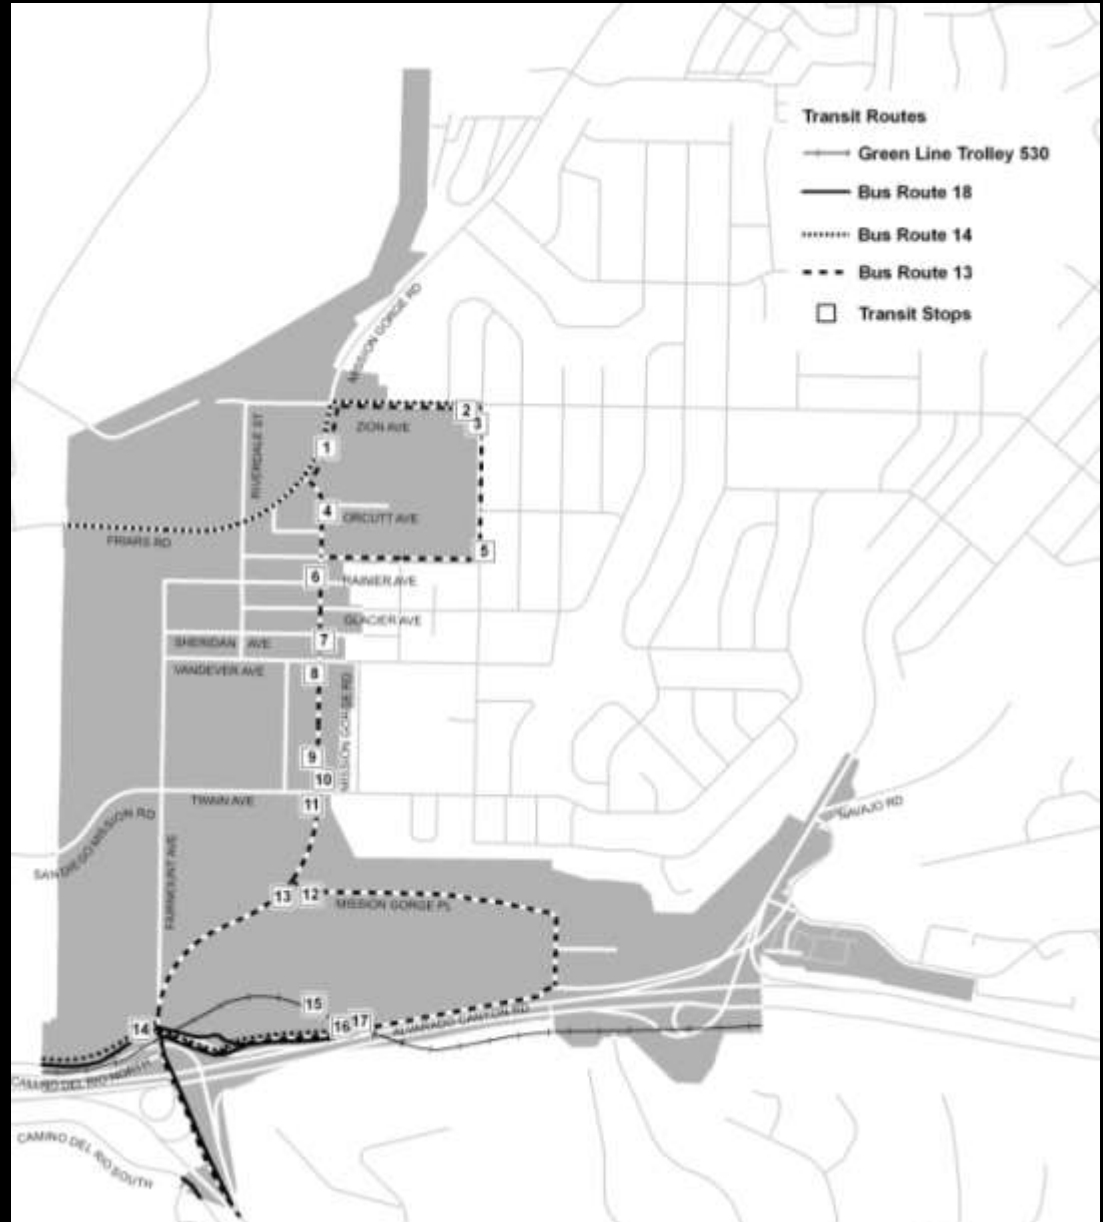 Transit Routes
Green Line Trolley 530
Bus Route 18
Bus Route 14
Bus Route 13
Transit Stops
MISSION GORGE RD
2
3
ZION AVE
RIVERDALE ST
1
4
ORCUTT AVE
FRIARS RD
5
6
RAINIER AVE
GLACIER AVE
7
SHERIDAN AVE
VANDEVER AVE
8
MISSION GORGE RD
9
10
TWAIN AVE
11
SAN DIEGO MISSION RD
NAVAJO RD
FAIRMOUNT AVE
13
12
MISSION GORGE PL
15
14
16
17
ALVARADO CANYON RD
CAMINO DEL RIO NORTH
CAMINO DEL RIO SOUTH